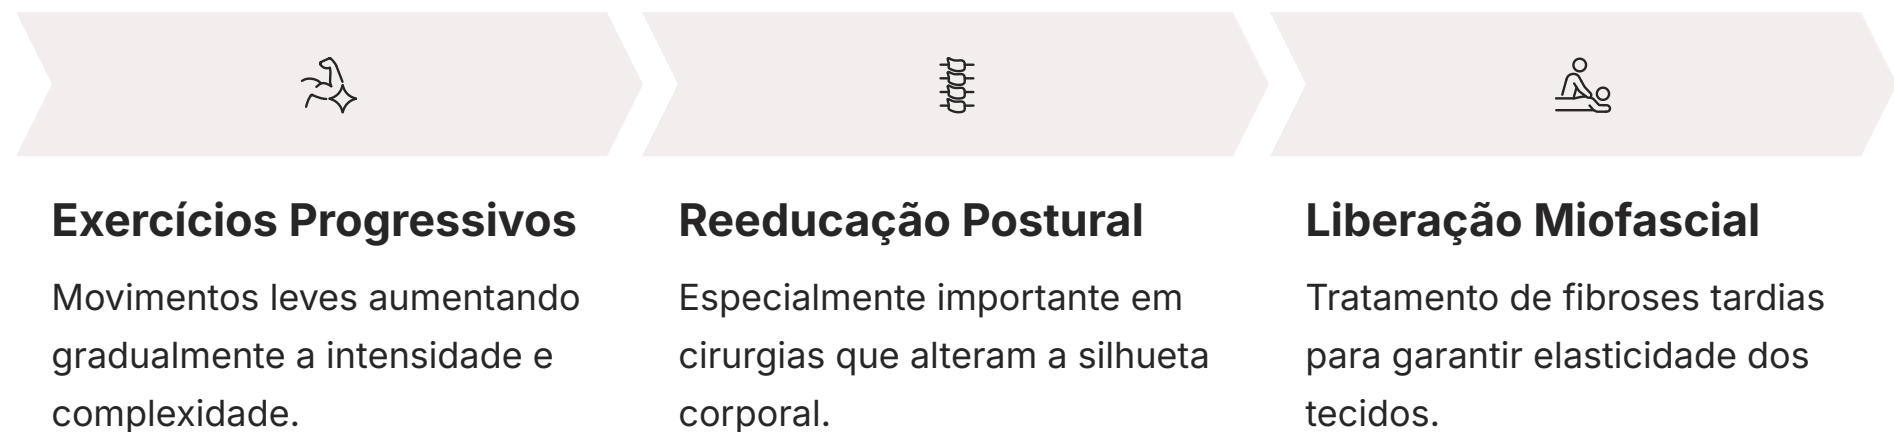 Exercícios Progressivos
Movimentos leves aumentando
gradualmente a intensidade e
complexidade.
Reeducação Postural
Especialmente importante em
cirurgias que alteram a silhueta
corporal.
Liberação Miofascial
Tratamento de fibroses tardias
para garantir elasticidade dos
tecidos.